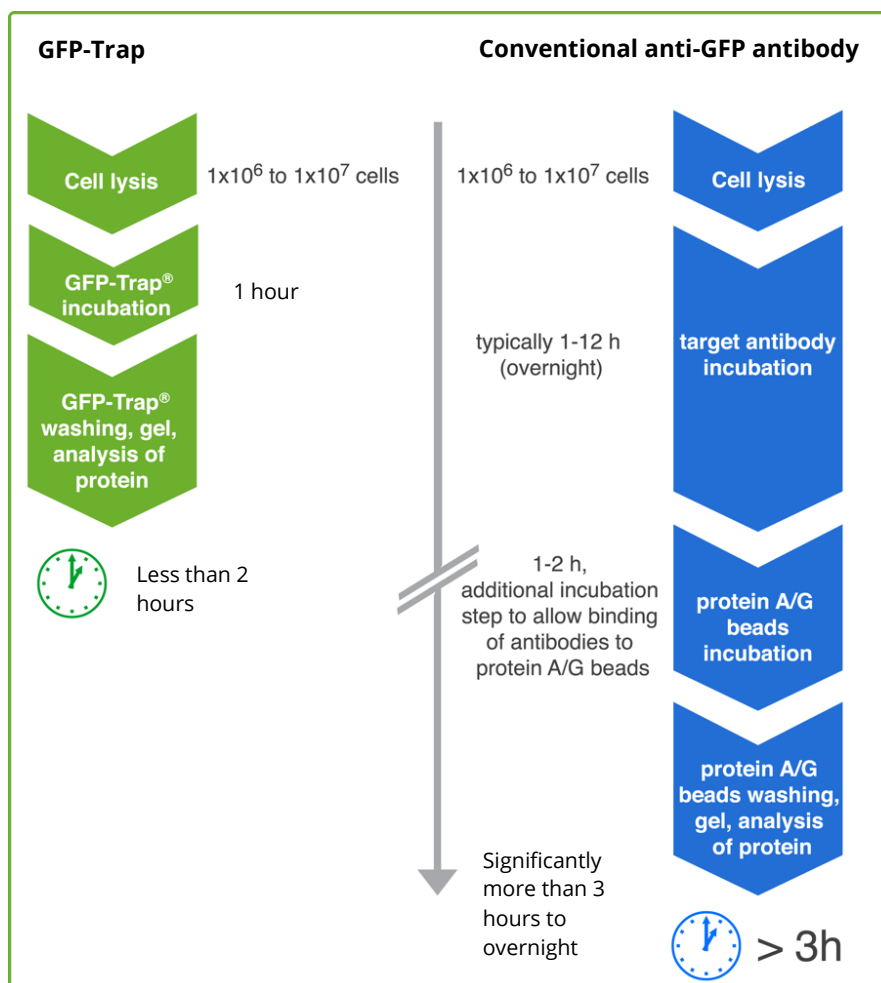 GFP-Trap
Conventional anti-GFP antibody
Cell lysis
1x10⁶ to 1x10⁷ cells
1x10⁶ to 1x10⁷ cells
Cell lysis
GFP-Trap®
incubation
1 hour
typically 1-12 h
(overnight)
target antibody
incubation
GFP-Trap®
washing, gel,
analysis of
protein
Less than 2
hours
1-2 h,
additional incubation
step to allow binding
of antibodies to
protein A/G beads
protein A/G
beads
incubation
protein A/G
beads washing,
gel, analysis
of protein
Significantly
more than 3
hours to
overnight
> 3h